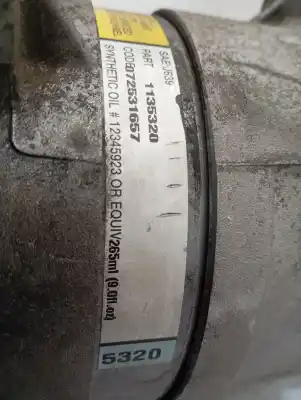 SAE J639
PART 1135320
CODE 072531657
SYNTHETIC OIL # 12345923 OR EQUIV 265ml (9.0fl.oz)
5320